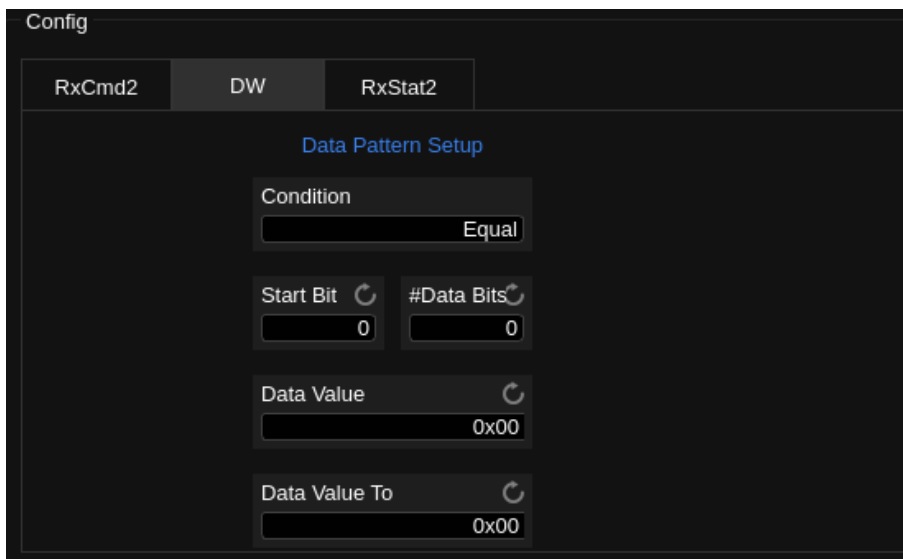 Config
RxCmd2 DW RxStat2
Data Pattern Setup
Condition
Equal
Start Bit #Data Bits
0 0
Data Value
0x00
Data Value To
0x00